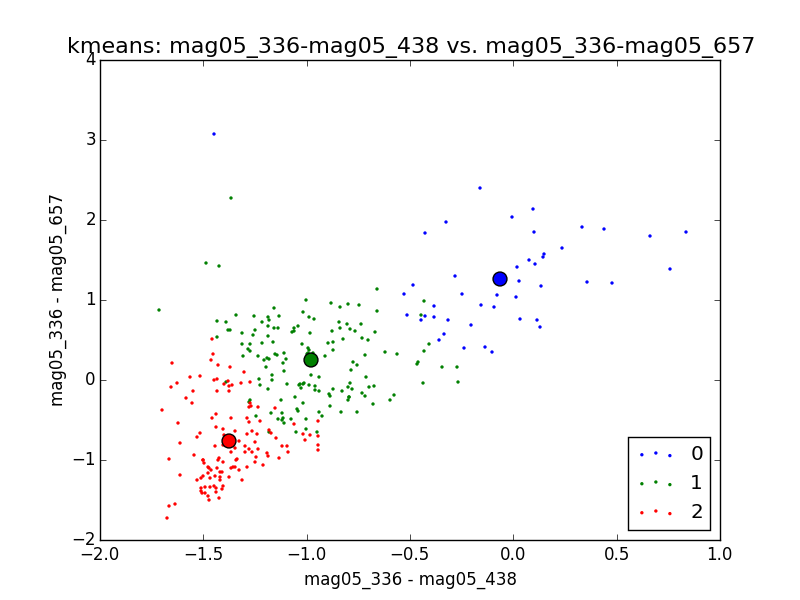 kmeans: mag05_336-mag05_438 vs. mag05_336-mag05_657
4
3
2
1
0
−1
−2
mag05_336 - mag05_657
0
1
2
−2.0 −1.5 −1.0 −0.5 0.0 0.5 1.0
mag05_336 - mag05_438